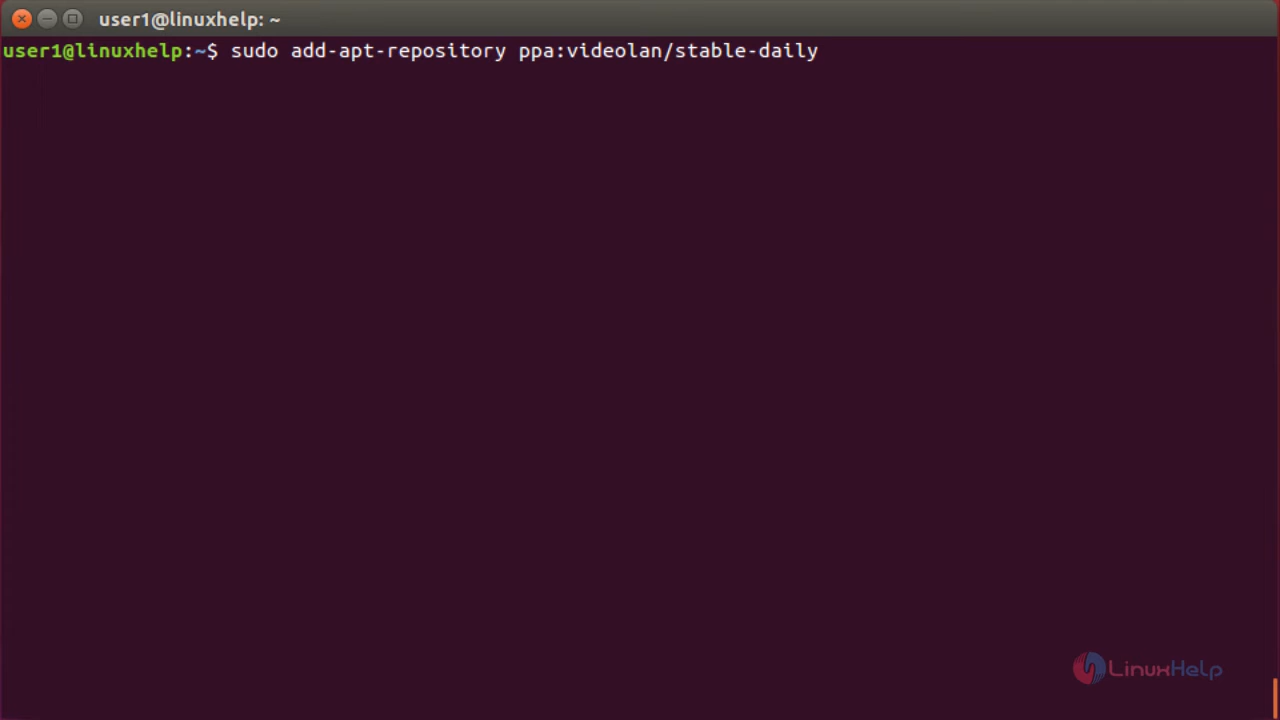 user1@linuxhelp: ~
user1@linuxhelp:~$ sudo add-apt-repository ppa:videolan/stable-daily
LinuxHelp